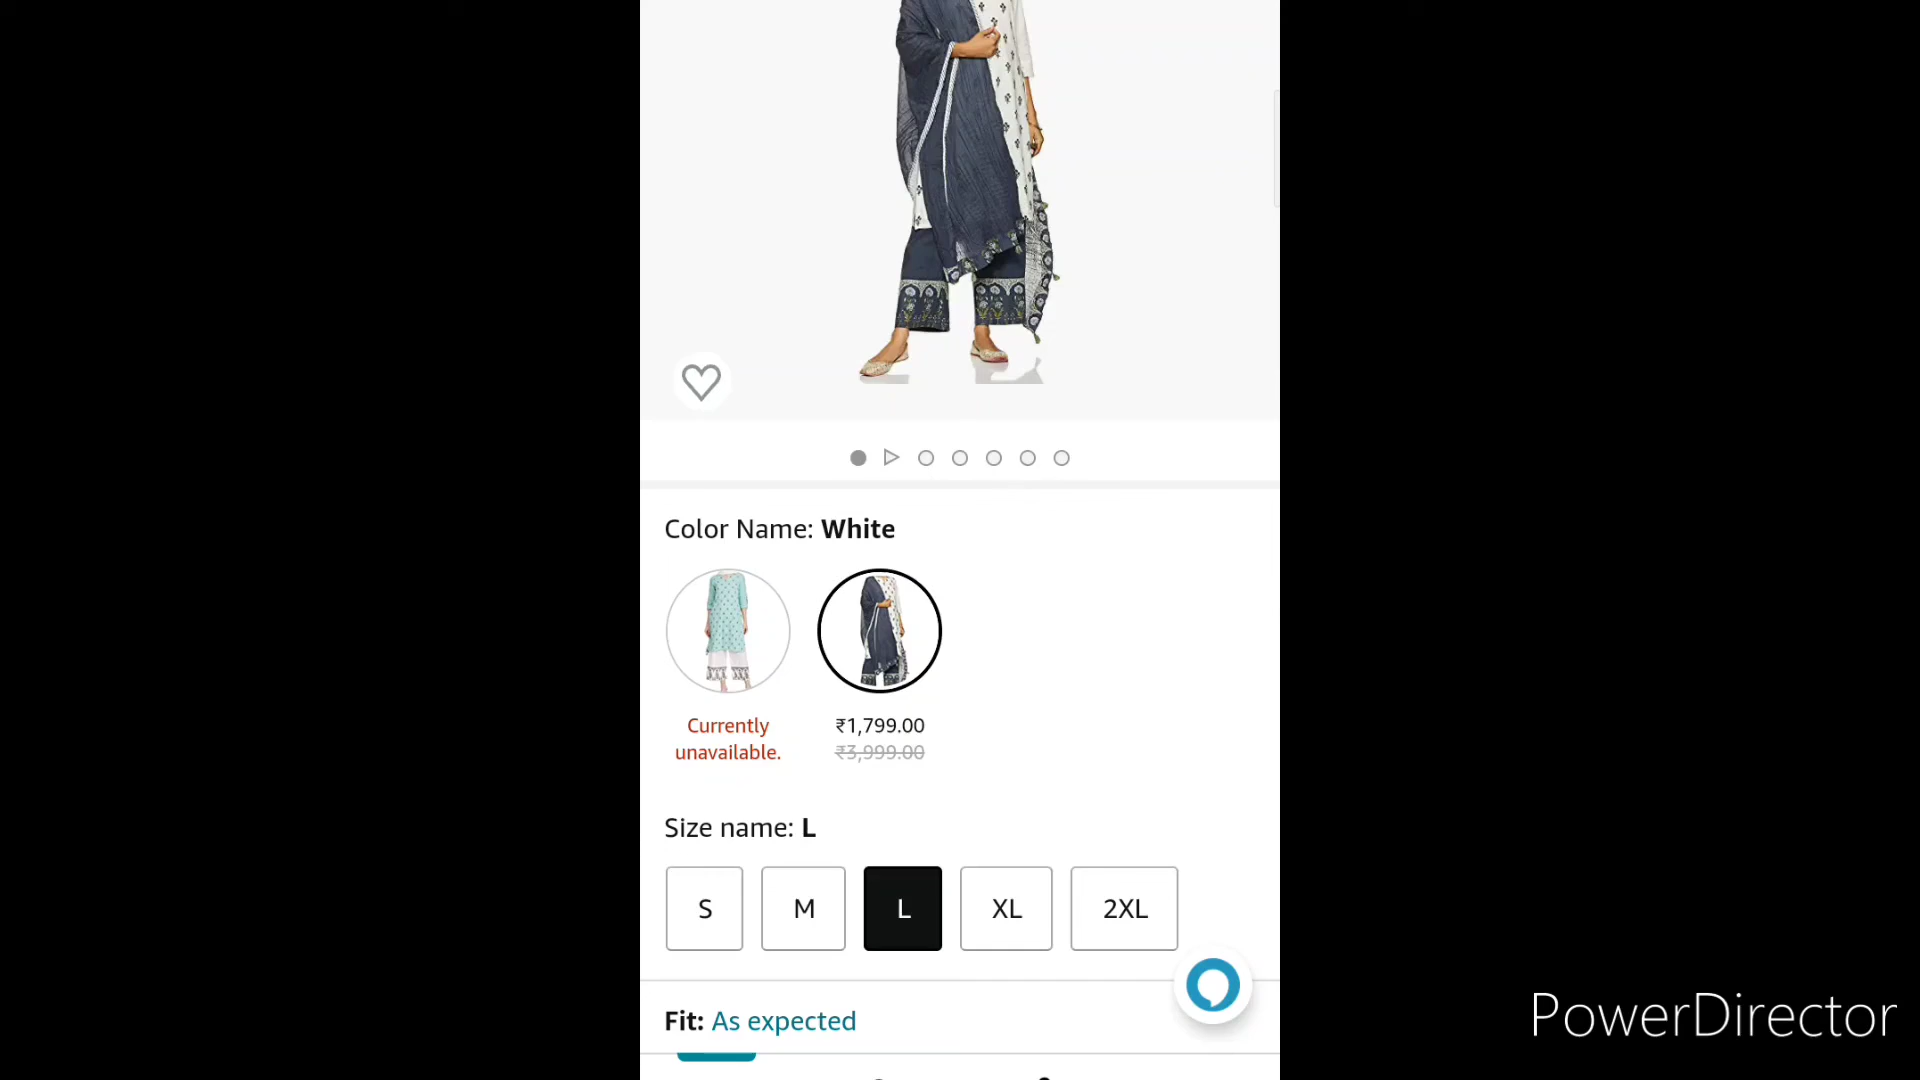 Color Name: White
Currently
unavailable.
₹1,799.00
₹3,999.00
Size name: L
S M L XL 2XL
Fit: As expected
PowerDirector